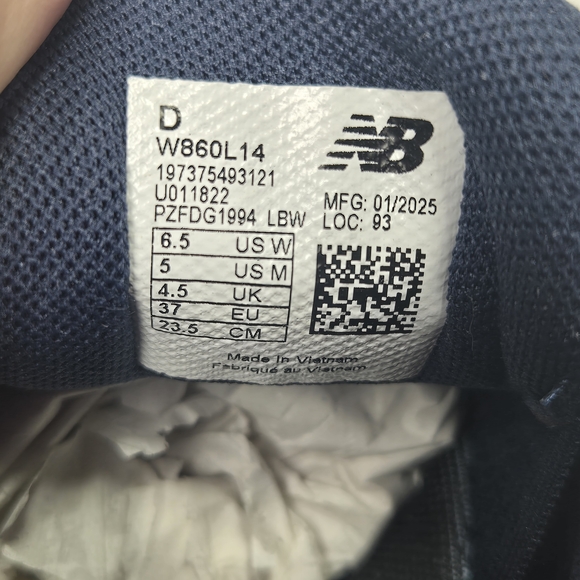 D
W860L14
197375493121
U011822
PZFDG1994 LBW
NB
MFG: 01/2025
LOC: 93
6.5 US W
5 US M
4.5 UK
37 EU
23.5 CM
Made in Vietnam
Fabriqué au Vietnam